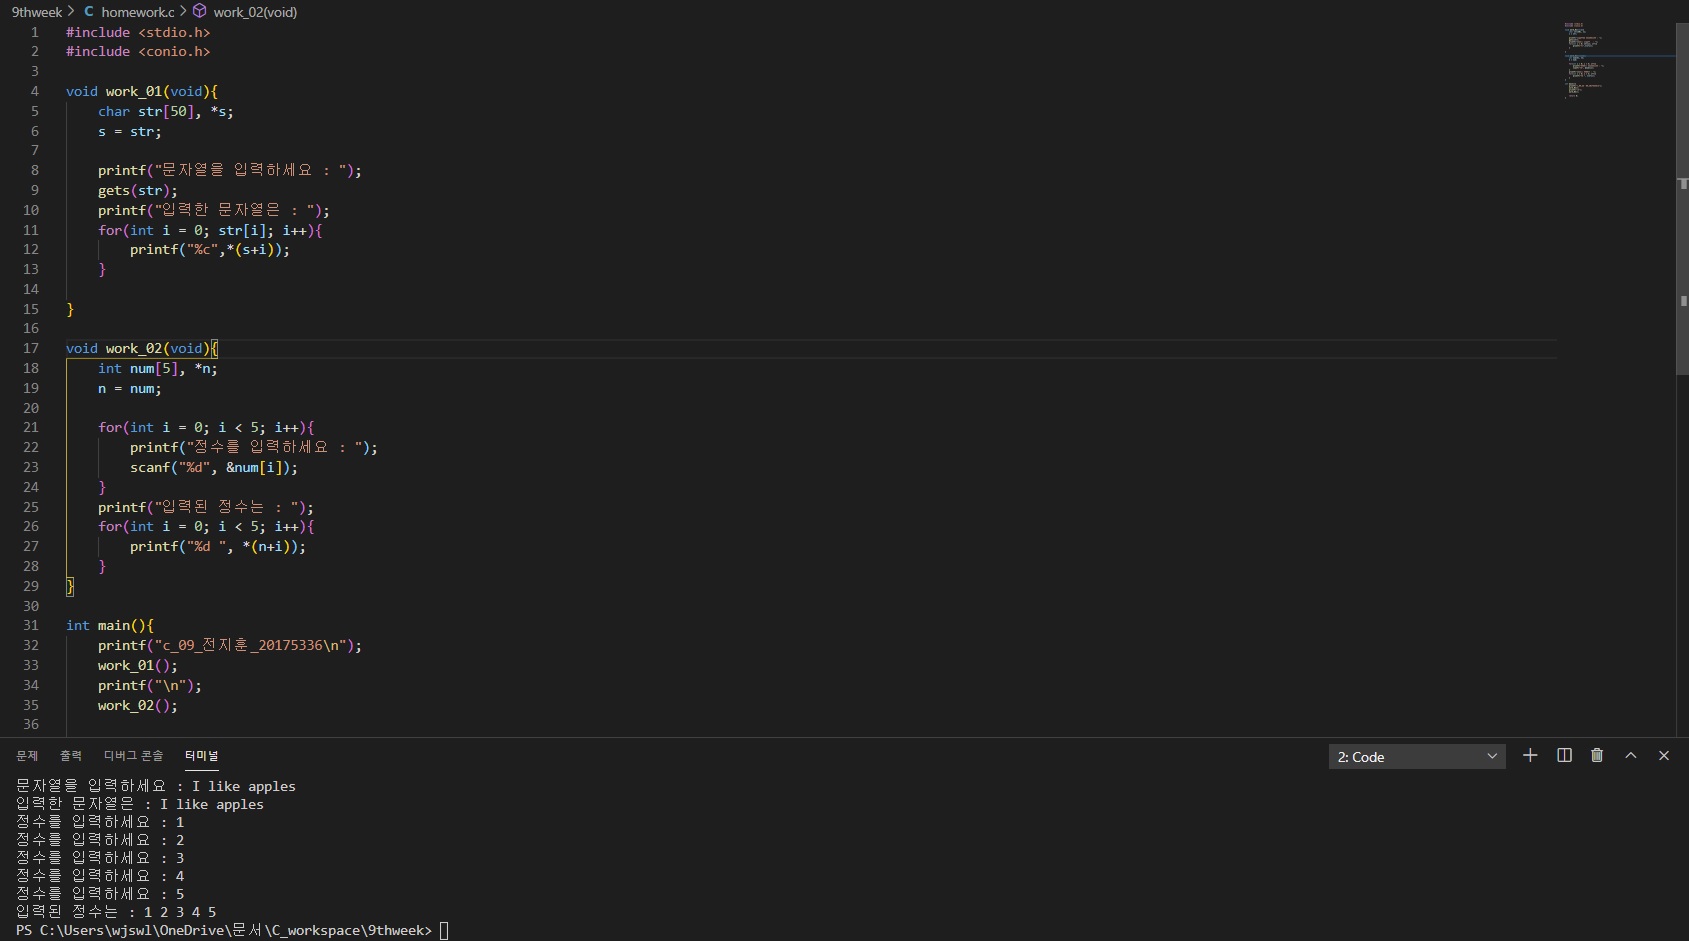 9thweek > C homework.c > work_02(void)
1 #include <stdio.h>
2 #include <conio.h>
3
4 void work_01(void){
5     char str[50], *s;
6     s = str;
7
8     printf("문자열을 입력하세요 : ");
9     gets(str);
10     printf("입력한 문자열은 : ");
11     for(int i = 0; str[i]; i++){
12         printf("%c",*(s+i));
13     }
14
15 }
16
17 void work_02(void){
18     int num[5], *n;
19     n = num;
20
21     for(int i = 0; i < 5; i++){
22         printf("정수를 입력하세요 : ");
23         scanf("%d", &num[i]);
24     }
25     printf("입력된 정수는 : ");
26     for(int i = 0; i < 5; i++){
27         printf("%d ", *(n+i));
28     }
29 }
30
31 int main(){
32     printf("c_09_전지훈_20175336\n");
33     work_01();
34     printf("\n");
35     work_02();
36
문제 출력 디버그 콘솔 터미널 2: Code
문자열을 입력하세요 : I like apples
입력한 문자열은 : I like apples
정수를 입력하세요 : 1
정수를 입력하세요 : 2
정수를 입력하세요 : 3
정수를 입력하세요 : 4
정수를 입력하세요 : 5
입력된 정수는 : 1 2 3 4 5
PS C:\Users\wjswl\OneDrive\문서\C_workspace\9thweek>